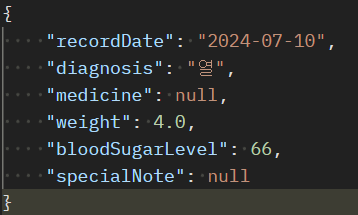 {
    "recordDate": "2024-07-10",
    "diagnosis": "열",
    "medicine": null,
    "weight": 4.0,
    "bloodSugarLevel": 66,
    "specialNote": null
}